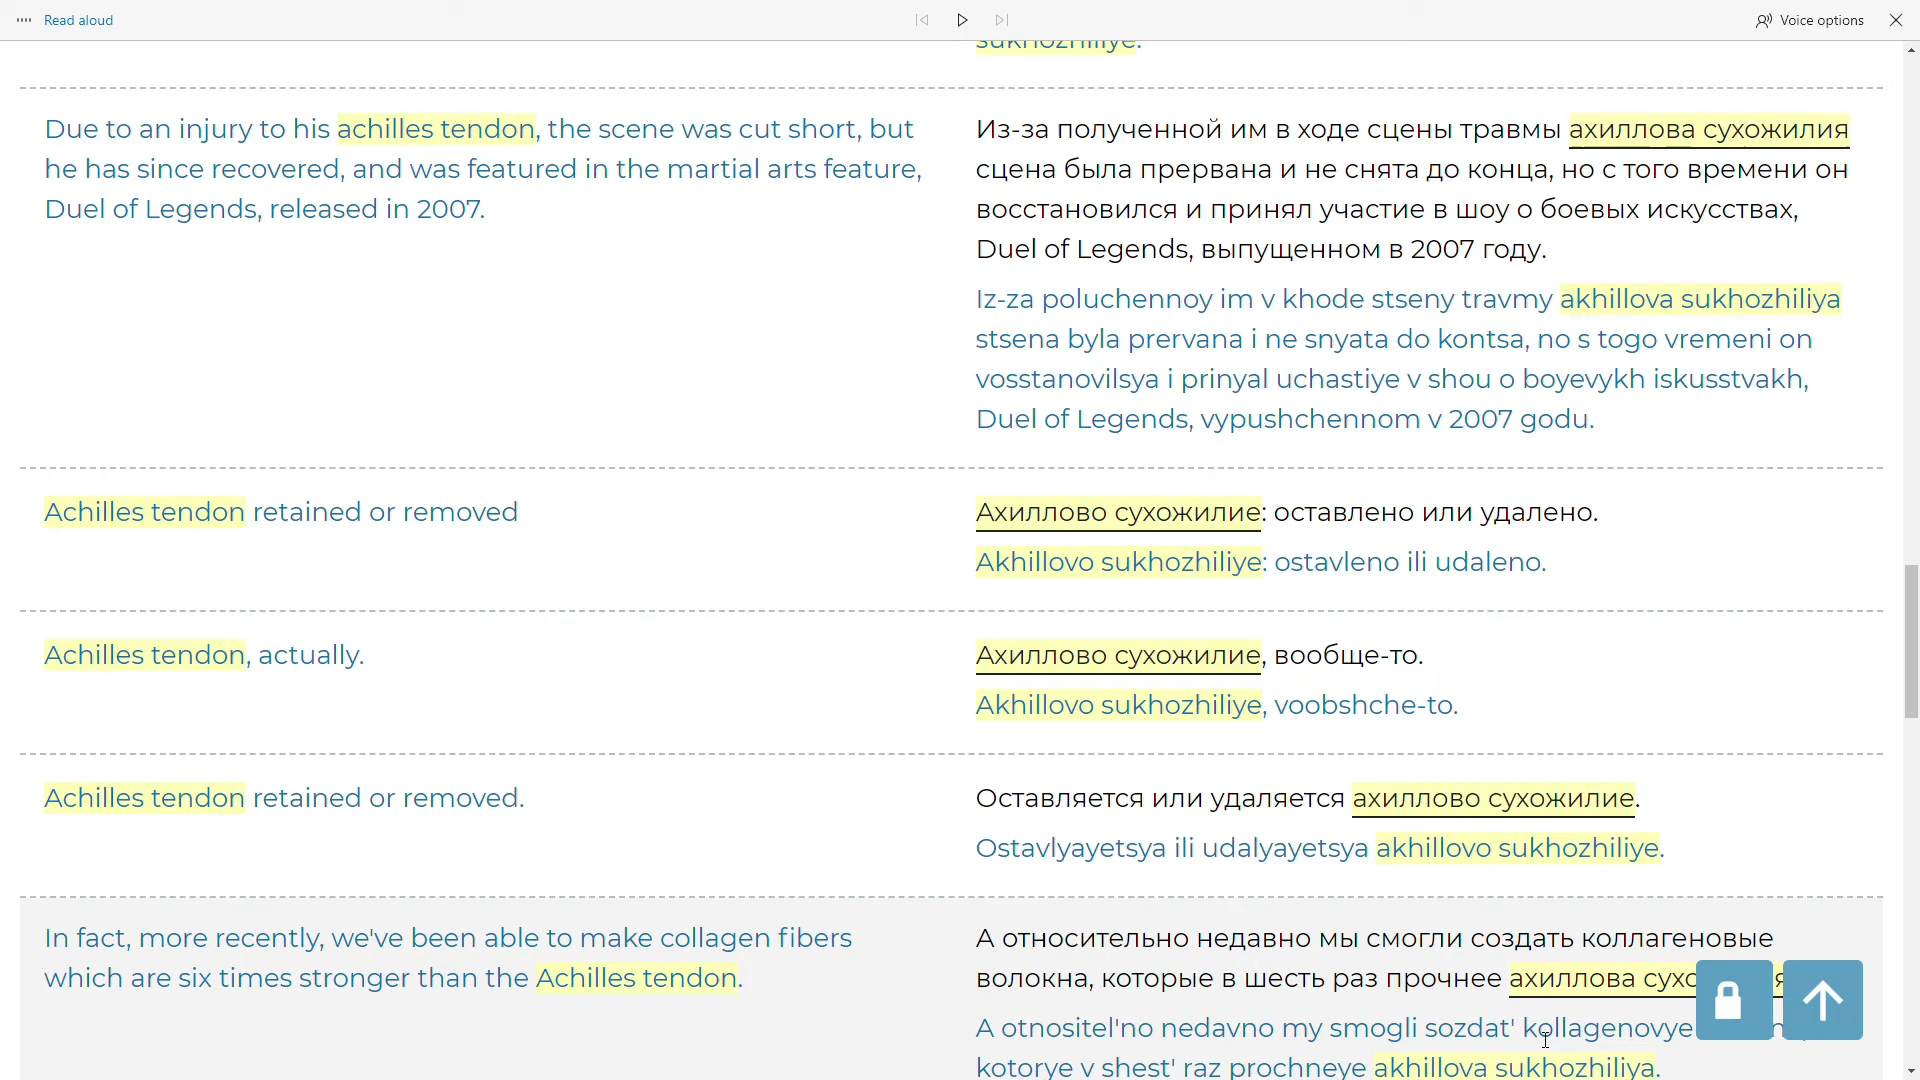 Read aloud
Voice options
sukhozhiliye.
Due to an injury to his achilles tendon, the scene was cut short, but
he has since recovered, and was featured in the martial arts feature,
Duel of Legends, released in 2007.
Из-за полученной им в ходе сцены травмы ахиллова сухожилия
сцена была прервана и не снята до конца, но с того времени он
восстановился и принял участие в шоу о боевых искусствах,
Duel of Legends, выпущенном в 2007 году.
Iz-za poluchennoy im v khode stseny travmy akhillova sukhozhiliya
stsena byla prervana i ne snyata do kontsa, no s togo vremeni on
vosstanovilsya i prinyal uchastiye v shou o boyevykh iskusstvakh,
Duel of Legends, vypushchennom v 2007 godu.
Achilles tendon retained or removed
Ахиллово сухожилие: оставлено или удалено.
Akhillovo sukhozhiliye: ostavleno ili udaleno.
Achilles tendon, actually.
Ахиллово сухожилие, вообще-то.
Akhillovo sukhozhiliye, voobshche-to.
Achilles tendon retained or removed.
Оставляется или удаляется ахиллово сухожилие.
Ostavlyayetsya ili udalyayetsya akhillovo sukhozhiliye.
In fact, more recently, we've been able to make collagen fibers
which are six times stronger than the Achilles tendon.
А относительно недавно мы смогли создать коллагеновые
волокна, которые в шесть раз прочнее ахиллова
A otnositel'no nedavno my smogli sozdat' kollagenovye
kotorye v shest' raz prochneye akhillova sukhozhiliya.